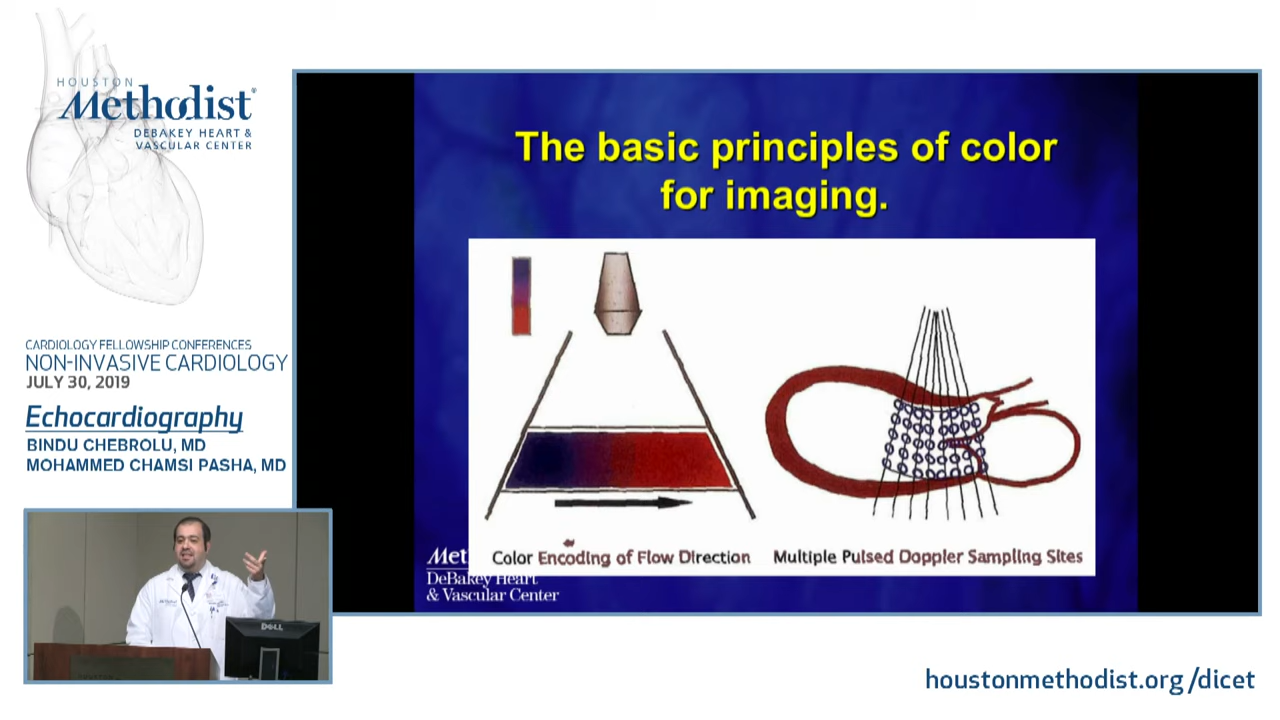 HOUSTON
Methodist®
DEBAKEY HEART &
VASCULAR CENTER
CARDIOLOGY FELLOWSHIP CONFERENCES
NON-INVASIVE CARDIOLOGY
JULY 30, 2019
Echocardiography
BINDU CHEBROLU, MD
MOHAMMED CHAMSI PASHA, MD
The basic principles of color
for imaging.
Color Encoding of Flow Direction
Multiple Pulsed Doppler Sampling Sites
Met
DeBakey Heart
& Vascular Center
DELL
houstonmethodist.org/dicet